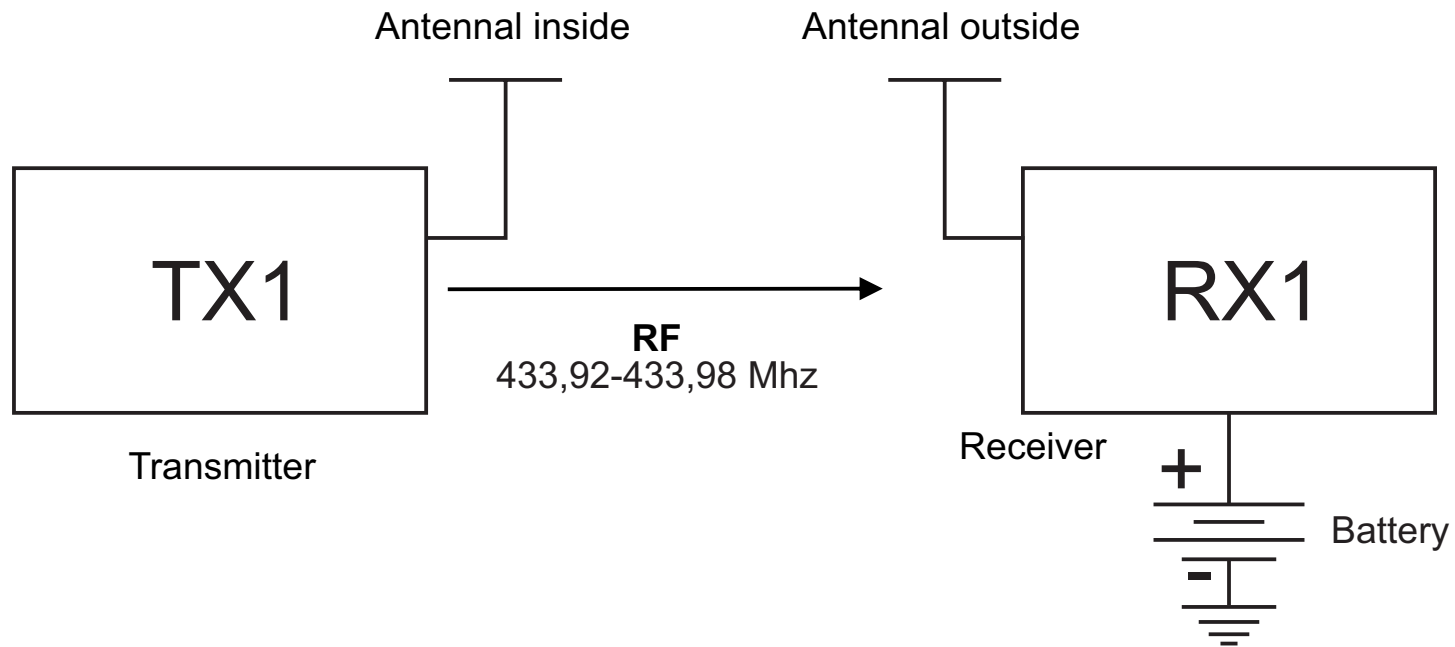 Antennal inside
Antennal outside
TX1
RX1
RF
433,92-433,98 Mhz
Transmitter
Receiver
+
Battery
-